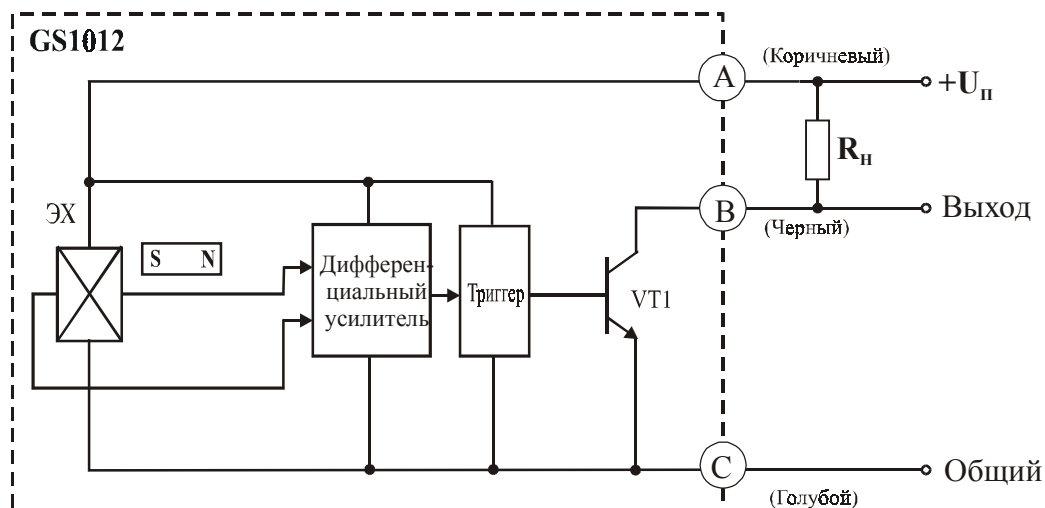 GS1012
(Коричневый)
A
+Uп
Rн
ЭХ
B
Выход
(Черный)
S N
Дифферен-
циальный
усилитель
Триггер
VT1
C
Общий
(Голубой)